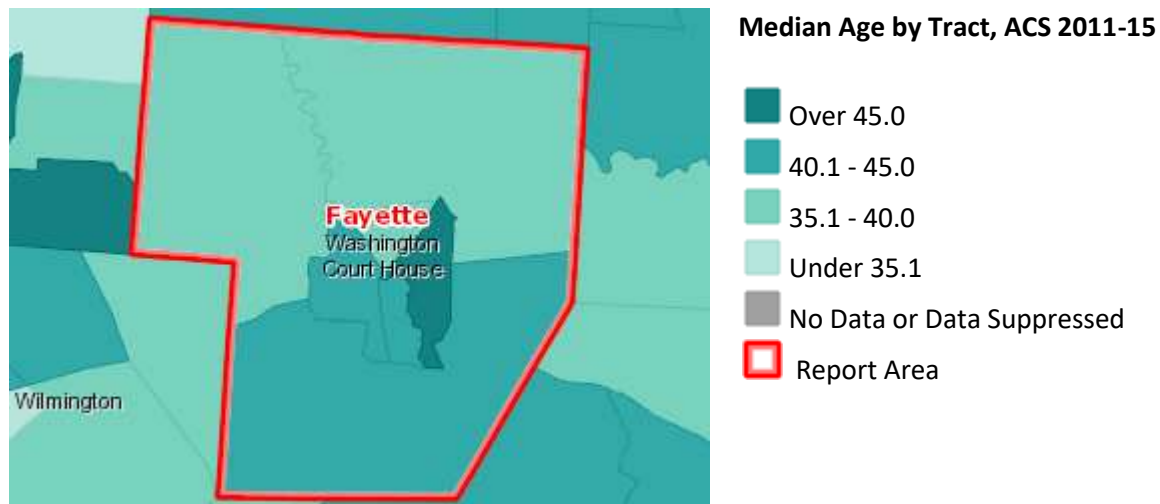 Median Age by Tract, ACS 2011-15
Over 45.0
40.1 - 45.0
35.1 - 40.0
Under 35.1
No Data or Data Suppressed
Report Area
Fayette
Washington
Court House
Wilmington